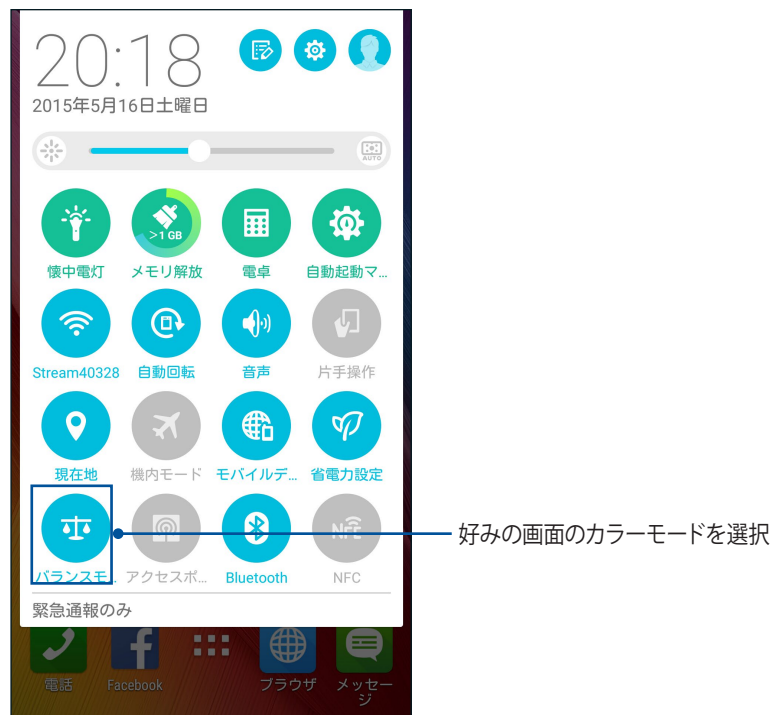 20:18
2015年5月16日土曜日
AUTO
>1 GB
懐中電灯 メモリ解放 電卓 自動起動マ...
Stream40328 自動回転 音声 片手操作
現在地 機内モード モバイルデ... 省電力設定
NFC
好みの画面のカラーモードを選択
バランスモ... アクセスポ... Bluetooth NFC
緊急通報のみ
電話 Facebook ブラウザ メッセー
ジ